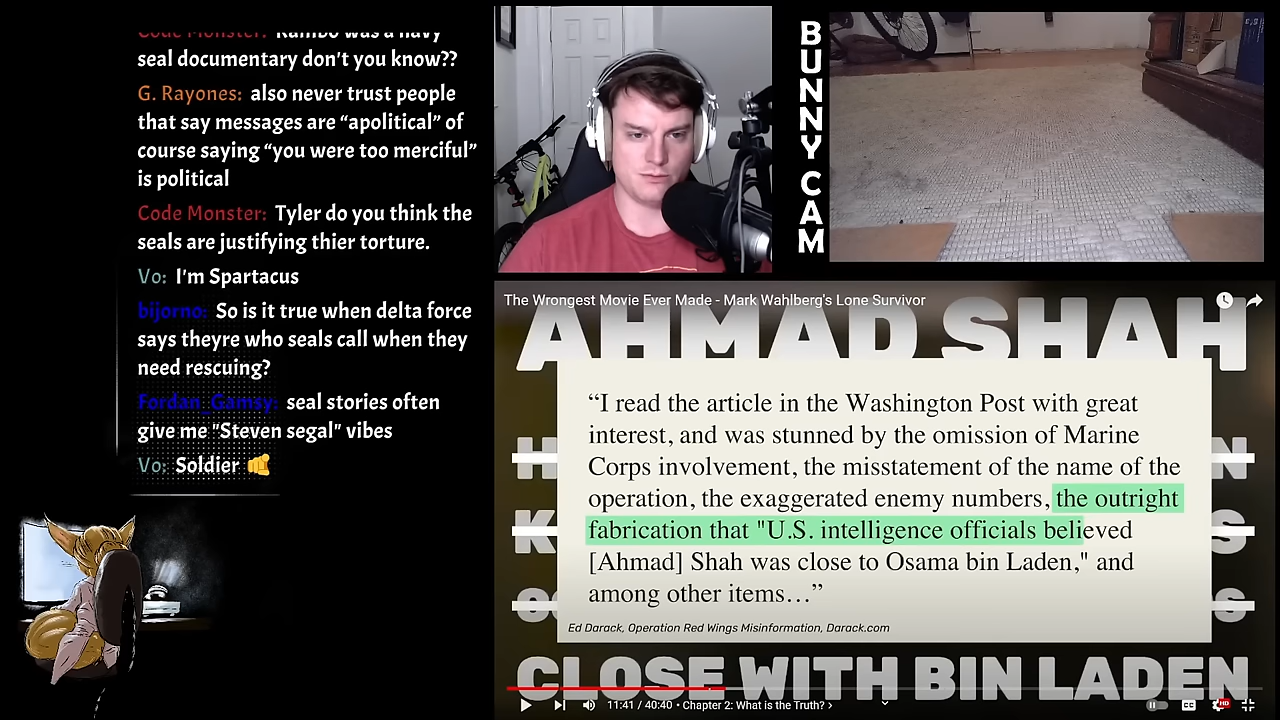 Code Monster: Rambo was a navy
seal documentary don't you know??
G. Rayones: also never trust people
that say messages are “apolitical” of
course saying “you were too merciful”
is political
Code Monster: Tyler do you think the
seals are justifying thier torture.
Vo: I'm Spartacus
bijorno: So is it true when delta force
says theyre who seals call when they
need rescuing?
Fordan_Gamsy: seal stories often
give me "Steven segal" vibes
Vo: Soldier 🫵
BUNNY CAM
The Wrongest Movie Ever Made - Mark Wahlberg's Lone Survivor
AHMAD SHAH
“I read the article in the Washington Post with great
interest, and was stunned by the omission of Marine
Corps involvement, the misstatement of the name of the
operation, the exaggerated enemy numbers, the outright
fabrication that "U.S. intelligence officials believed
[Ahmad] Shah was close to Osama bin Laden," and
among other items…”
Ed Darack, Operation Red Wings Misinformation, Darack.com
CLOSE WITH BIN LADEN
11:41 / 40:40 • Chapter 2: What is the Truth? ›
CC
HD